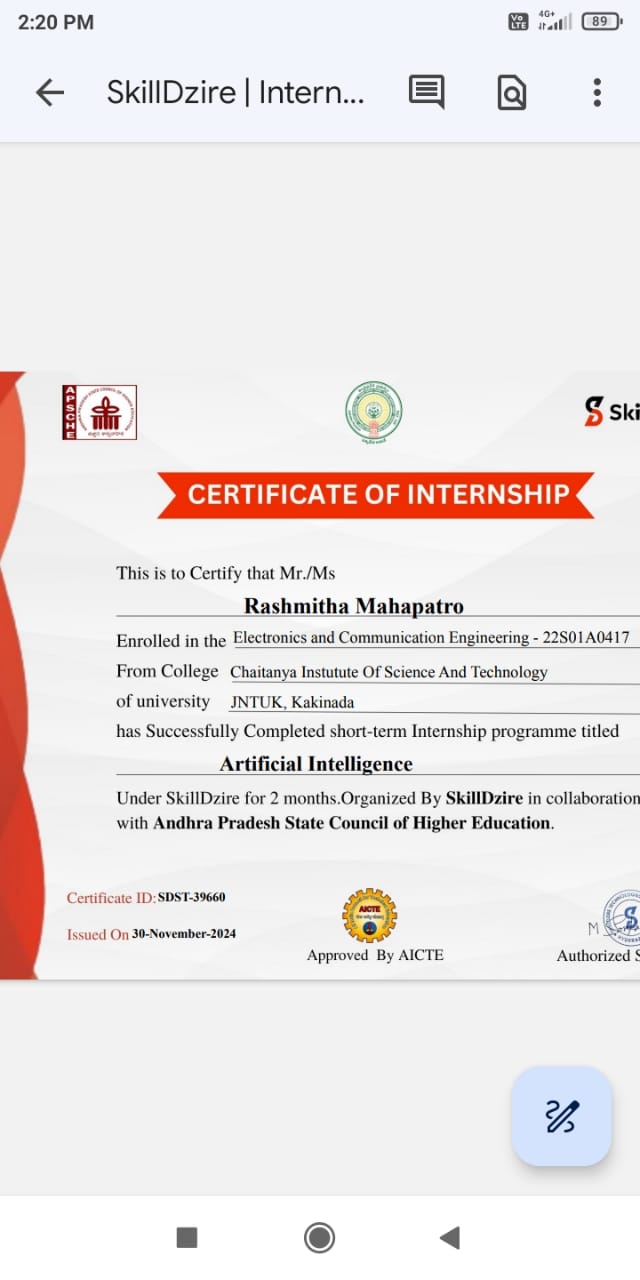 2:20 PM
Vo LTE 4G+ 89
SkillDzire | Intern...
APSCHE
Ski
CERTIFICATE OF INTERNSHIP
This is to Certify that Mr./Ms
Rashmitha Mahapatro
Enrolled in the Electronics and Communication Engineering - 22S01A0417
From College Chaitanya Instutute Of Science And Technology
of university JNTUK, Kakinada
has Successfully Completed short-term Internship programme titled
Artificial Intelligence
Under SkillDzire for 2 months.Organized By SkillDzire in collaboration
with Andhra Pradesh State Council of Higher Education.
Certificate ID: SDST-39660
Issued On 30-November-2024
AICTE
Approved By AICTE
Authorized S